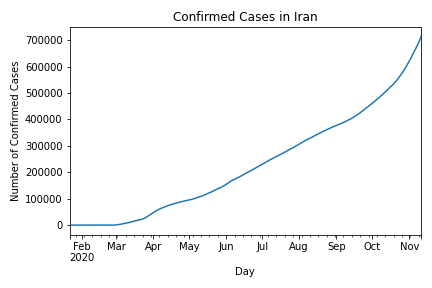 Confirmed Cases in Iran
700000
600000
500000
400000
300000
200000
100000
0
Number of Confirmed Cases
Feb Mar Apr May Jun Jul Aug Sep Oct Nov
2020
Day